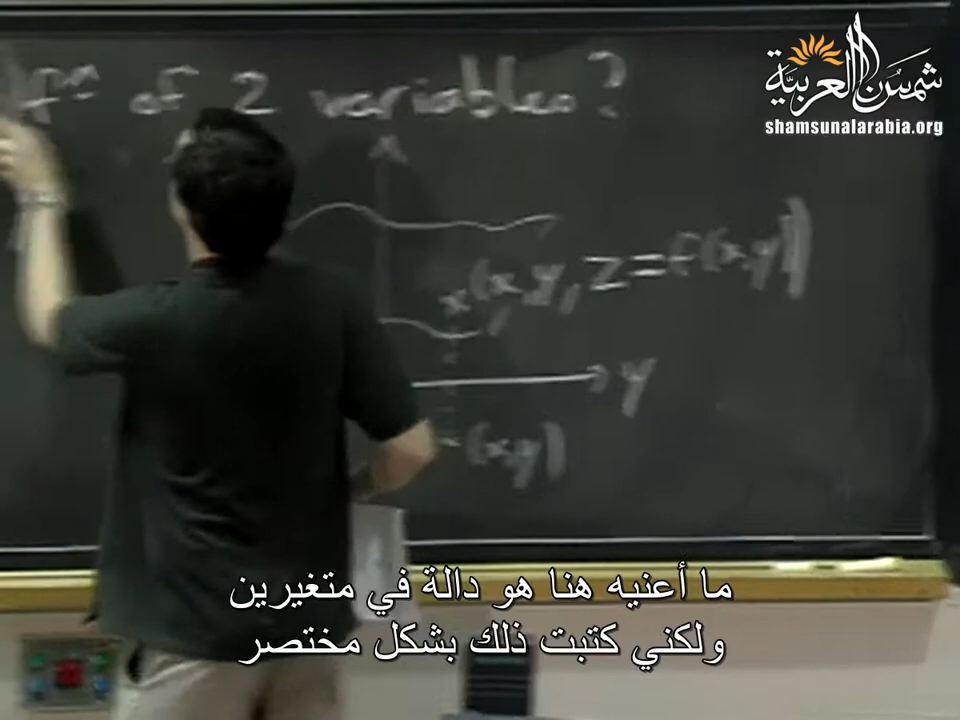 fⁿ of 2 variables?
شمس العربية
shamsunalarabia.org
(x, y, z = f(x,y))
y
(x,y)
ما أعنيه هنا هو دالة في متغيرين
ولكني كتبت ذلك بشكل مختصر